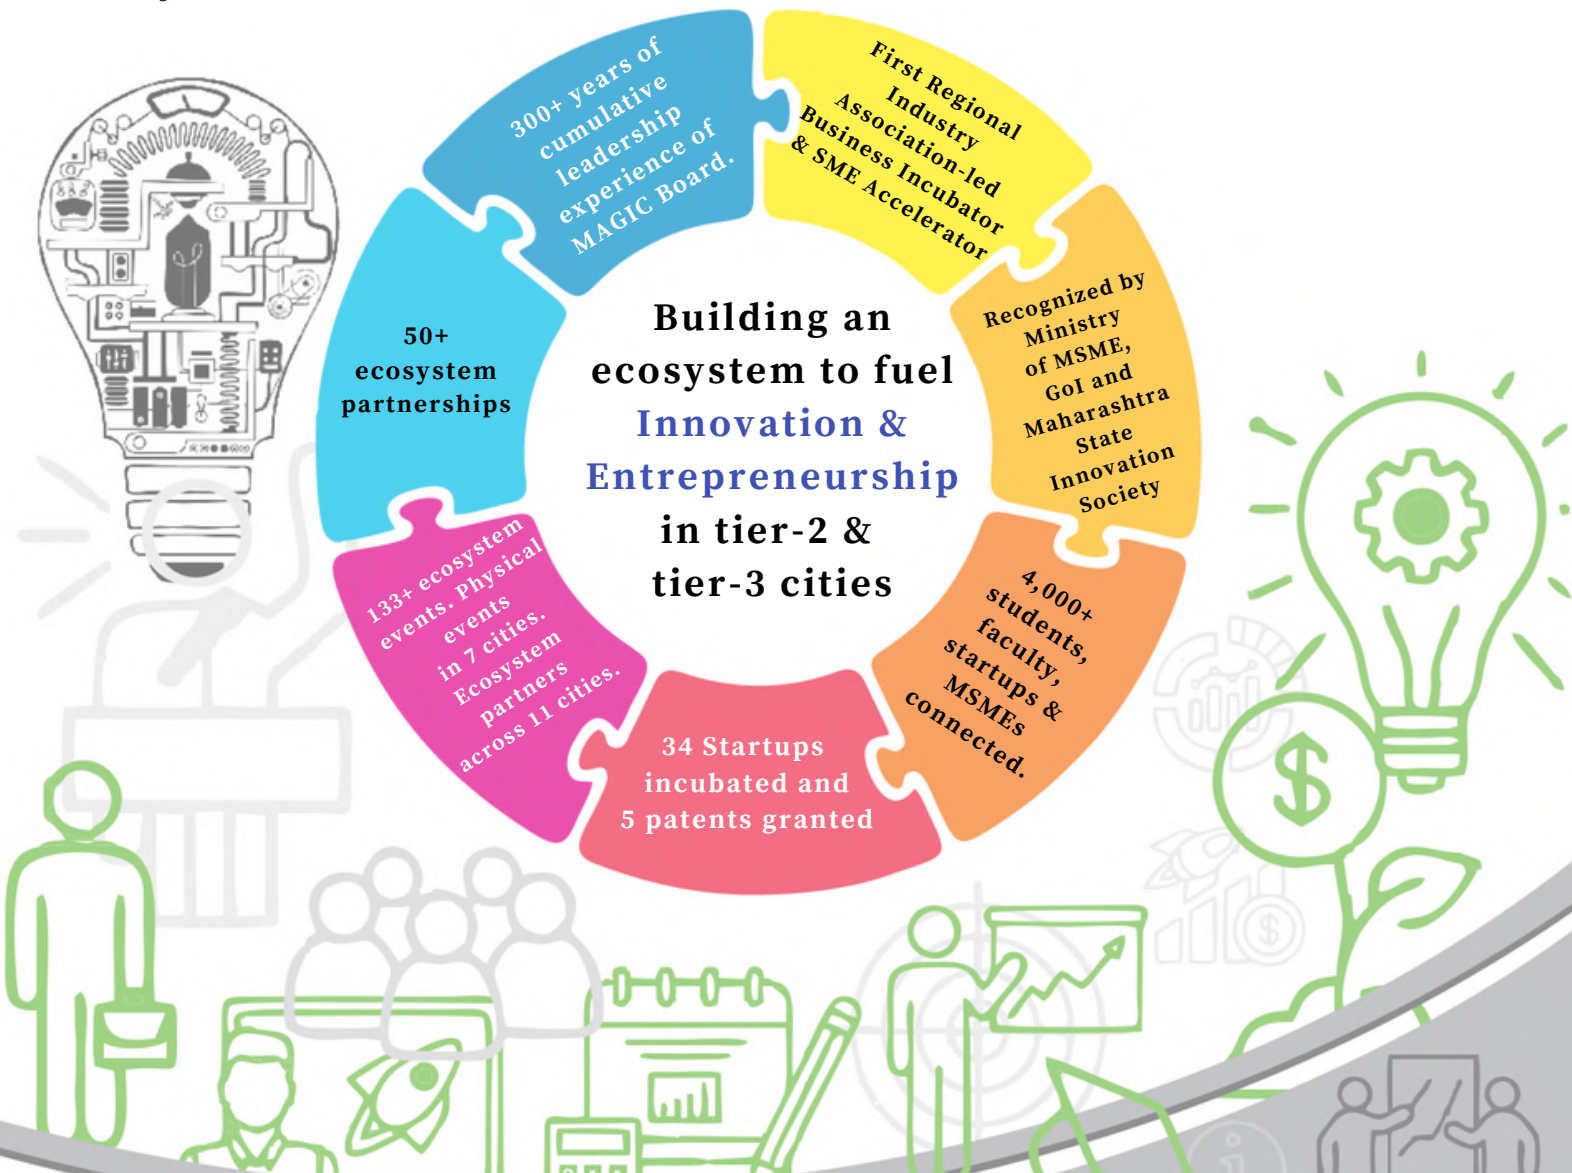 300+ years of
cumulative
leadership
experience of
MAGIC Board.
First Regional
Industry
Association-led
Business Incubator
& SME Accelerator
Recognized by
Ministry
of MSME,
GoI and
Maharashtra
State
Innovation
Society
4,000+
students,
faculty,
startups &
MSMEs
connected.
34 Startups
incubated and
5 patents granted
133+ ecosystem
events. Physical
events
in 7 cities.
Ecosystem
partners
across 11 cities.
50+
ecosystem
partnerships
Building an
ecosystem to fuel
Innovation &
Entrepreneurship
in tier-2 &
tier-3 cities
$
$
i